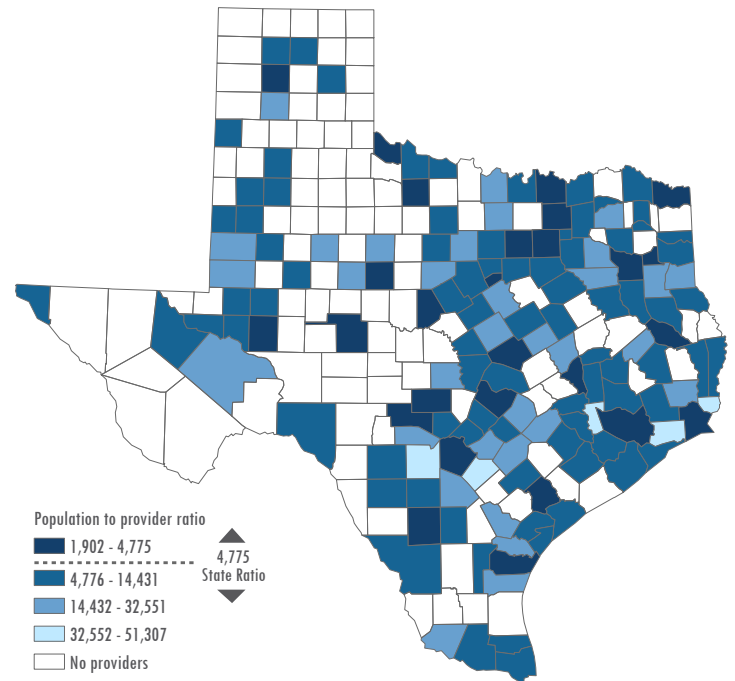 Population to provider ratio
1,902 - 4,775
4,775
State Ratio
4,776 - 14,431
14,432 - 32,551
32,552 - 51,307
No providers